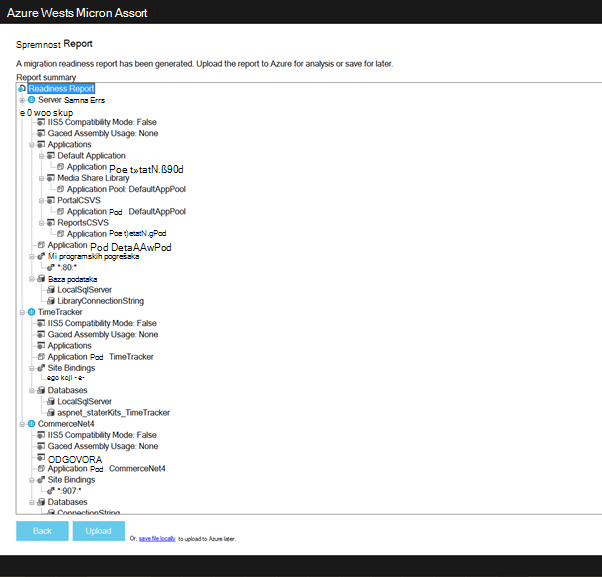 Azure Wests Micron Assort
Spremnost Report
A migration readiness report has been generated. Upload the report to Azure for analysis or save for later.
Report summary
Readiness Report
Server Samna Errs
e 0 woo skup
IIS5 Compatibility Mode: False
Gaced Assembly Usage: None
Applications
Default Application
Application Poe t»tatN.ß90d
Media Share Library
Application Pool: DefaultAppPool
PortalCSVS
Application Pod DefaultAppPool
ReportsCSVS
Application Poe t)etatN.gPod
Application Pod DetaAAwPod
Mi programskih pogrešaka
*:80:*
Baza podataka
LocalSqlServer
LibraryConnectionString
TimeTracker
IIS5 Compatibility Mode: False
Gaced Assembly Usage: None
Applications
Application Pod TimeTracker
Site Bindings
ego koji - e-
Databases
LocalSqlServer
aspnet_staterKits_TimeTracker
CommerceNet4
IIS5 Compatibility Mode: False
Gaced Assembly Usage: None
ODGOVORA
Application Pod CommerceNet4
Site Bindings
*:907:*
Databases
ConnectionString
Back Upload Or, save file locally to upload to Azure later.